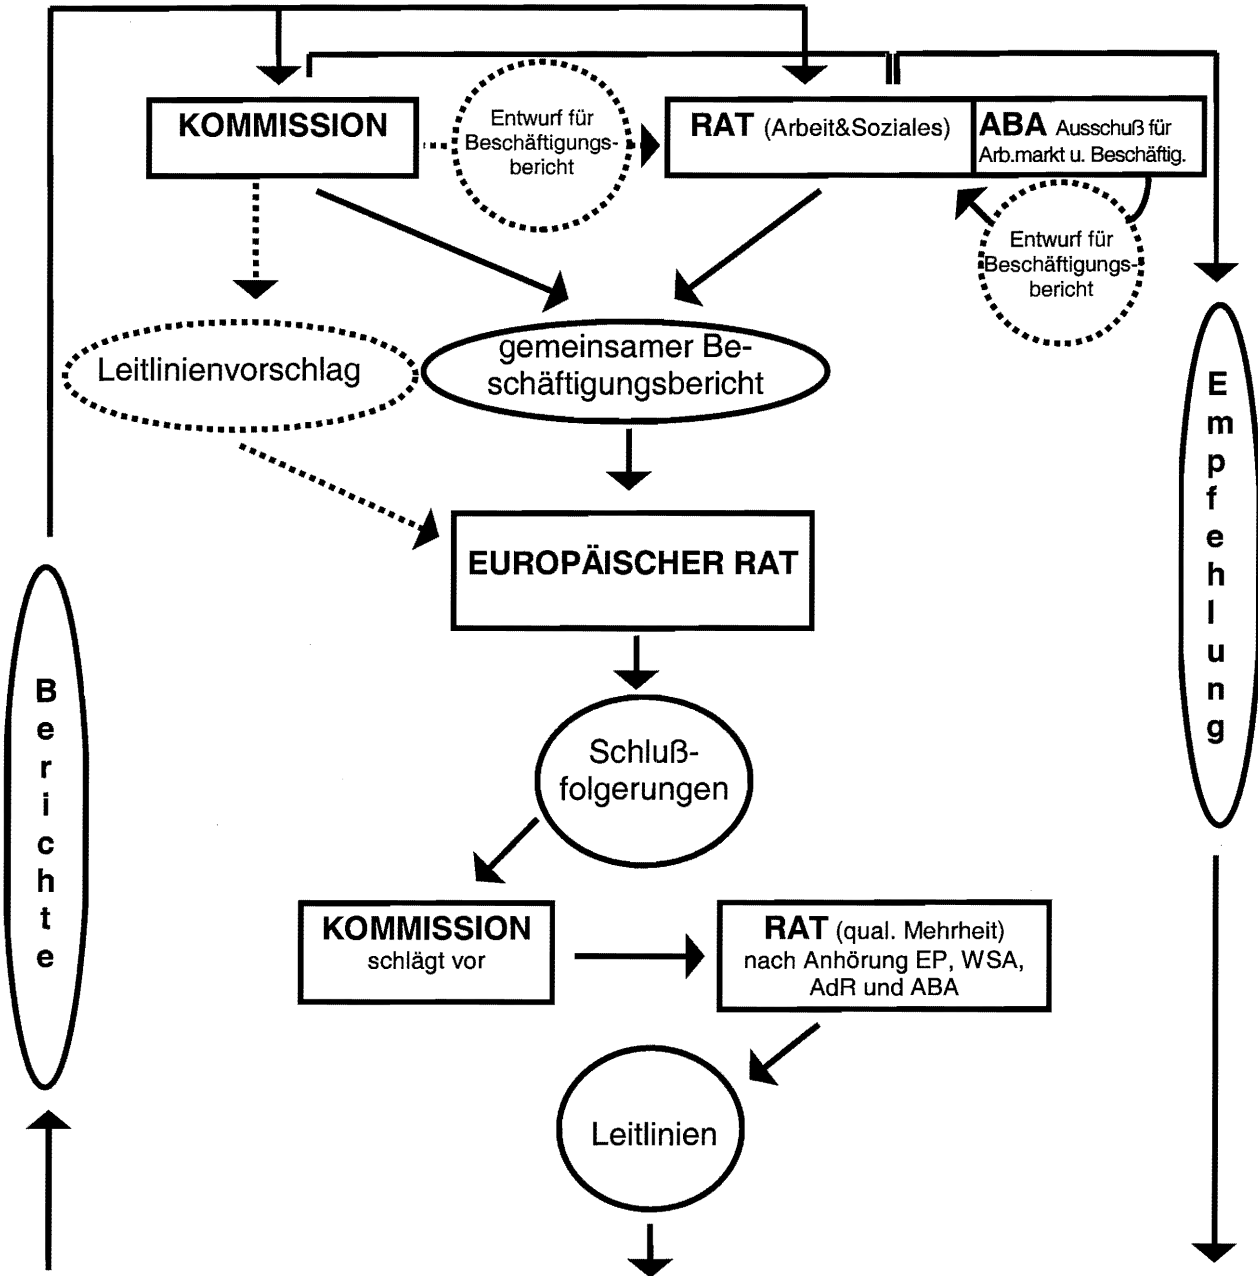 KOMMISSION
Entwurf für
Beschäftigungs-
bericht
RAT (Arbeit&Soziales)
ABA Ausschuß für
Arb.markt u. Beschäftig.
Entwurf für
Beschäftigungs-
bericht
Leitlinienvorschlag
gemeinsamer Be-
schäftigungsbericht
Empfehlung
EUROPÄISCHER RAT
Berichte
Schluß-
folgerungen
KOMMISSION
schlägt vor
RAT (qual. Mehrheit)
nach Anhörung EP, WSA,
AdR und ABA
Leitlinien